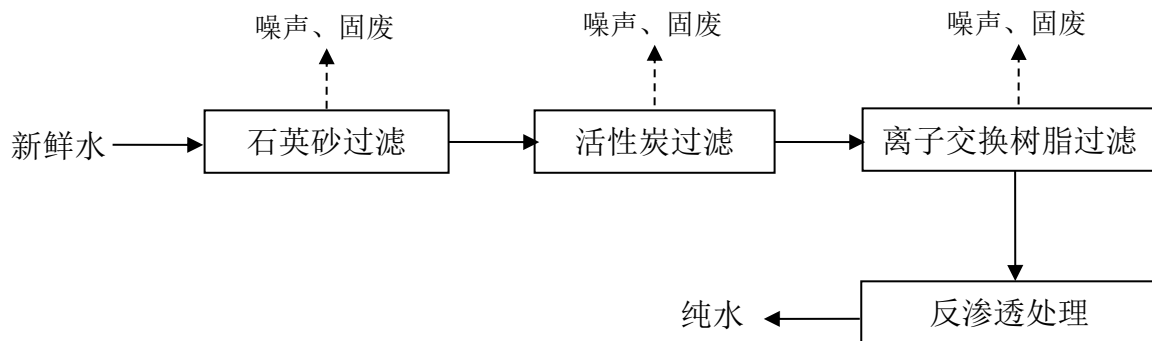 噪声、固废
噪声、固废
噪声、固废
新鲜水
石英砂过滤
活性炭过滤
离子交换树脂过滤
纯水
反渗透处理